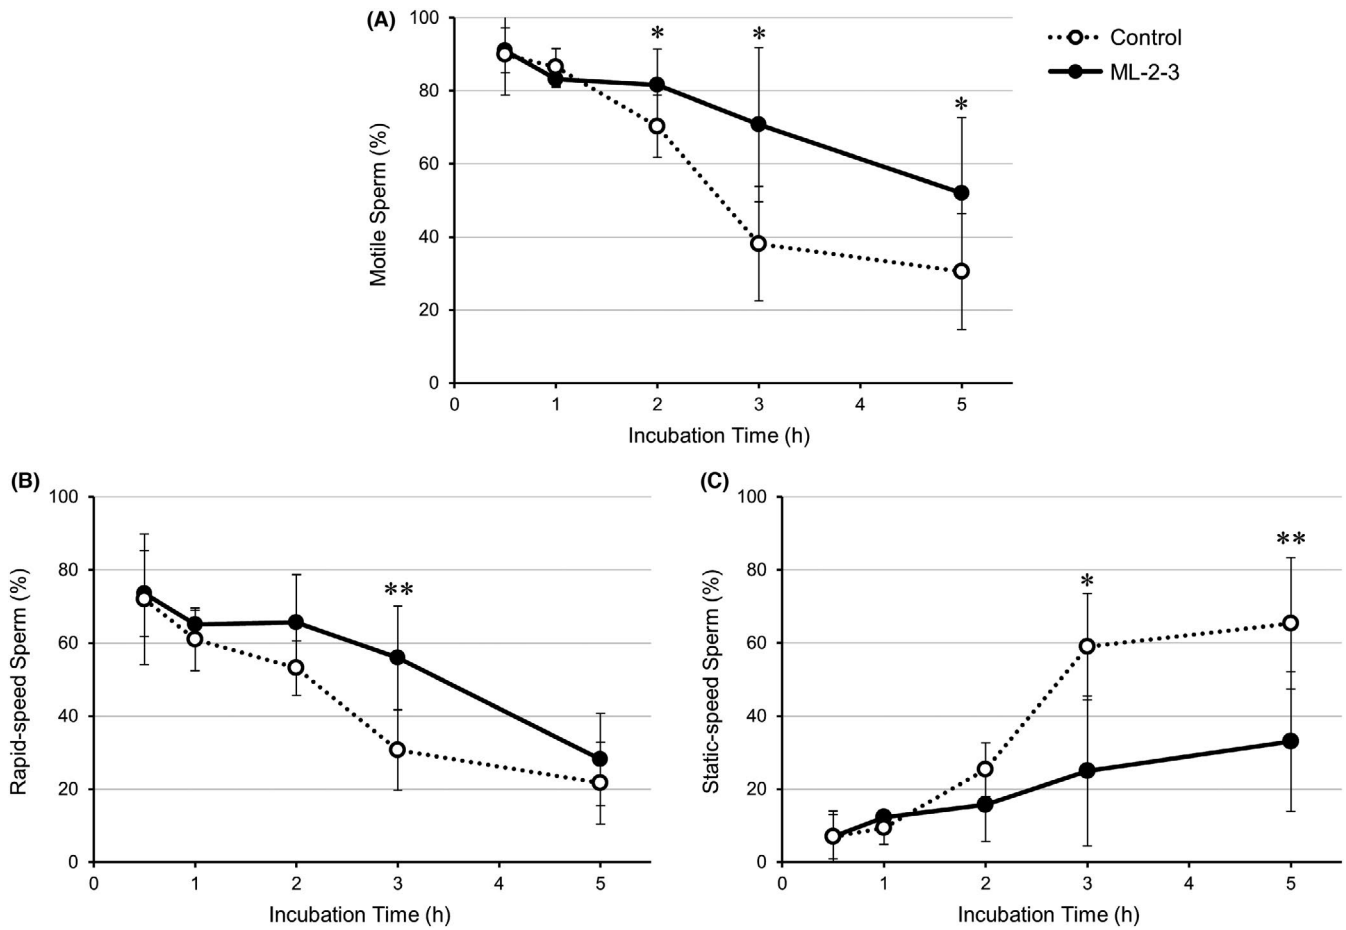 (A)
100
80
60
40
20
0
Motile Sperm (%)
* * *
0 1 2 3 4 5
Incubation Time (h)
Control
ML-2-3
(B)
100
80
60
40
20
0
Rapid-speed Sperm (%)
**
0 1 2 3 4 5
Incubation Time (h)
(C)
100
80
60
40
20
0
Static-speed Sperm (%)
* **
0 1 2 3 4 5
Incubation Time (h)